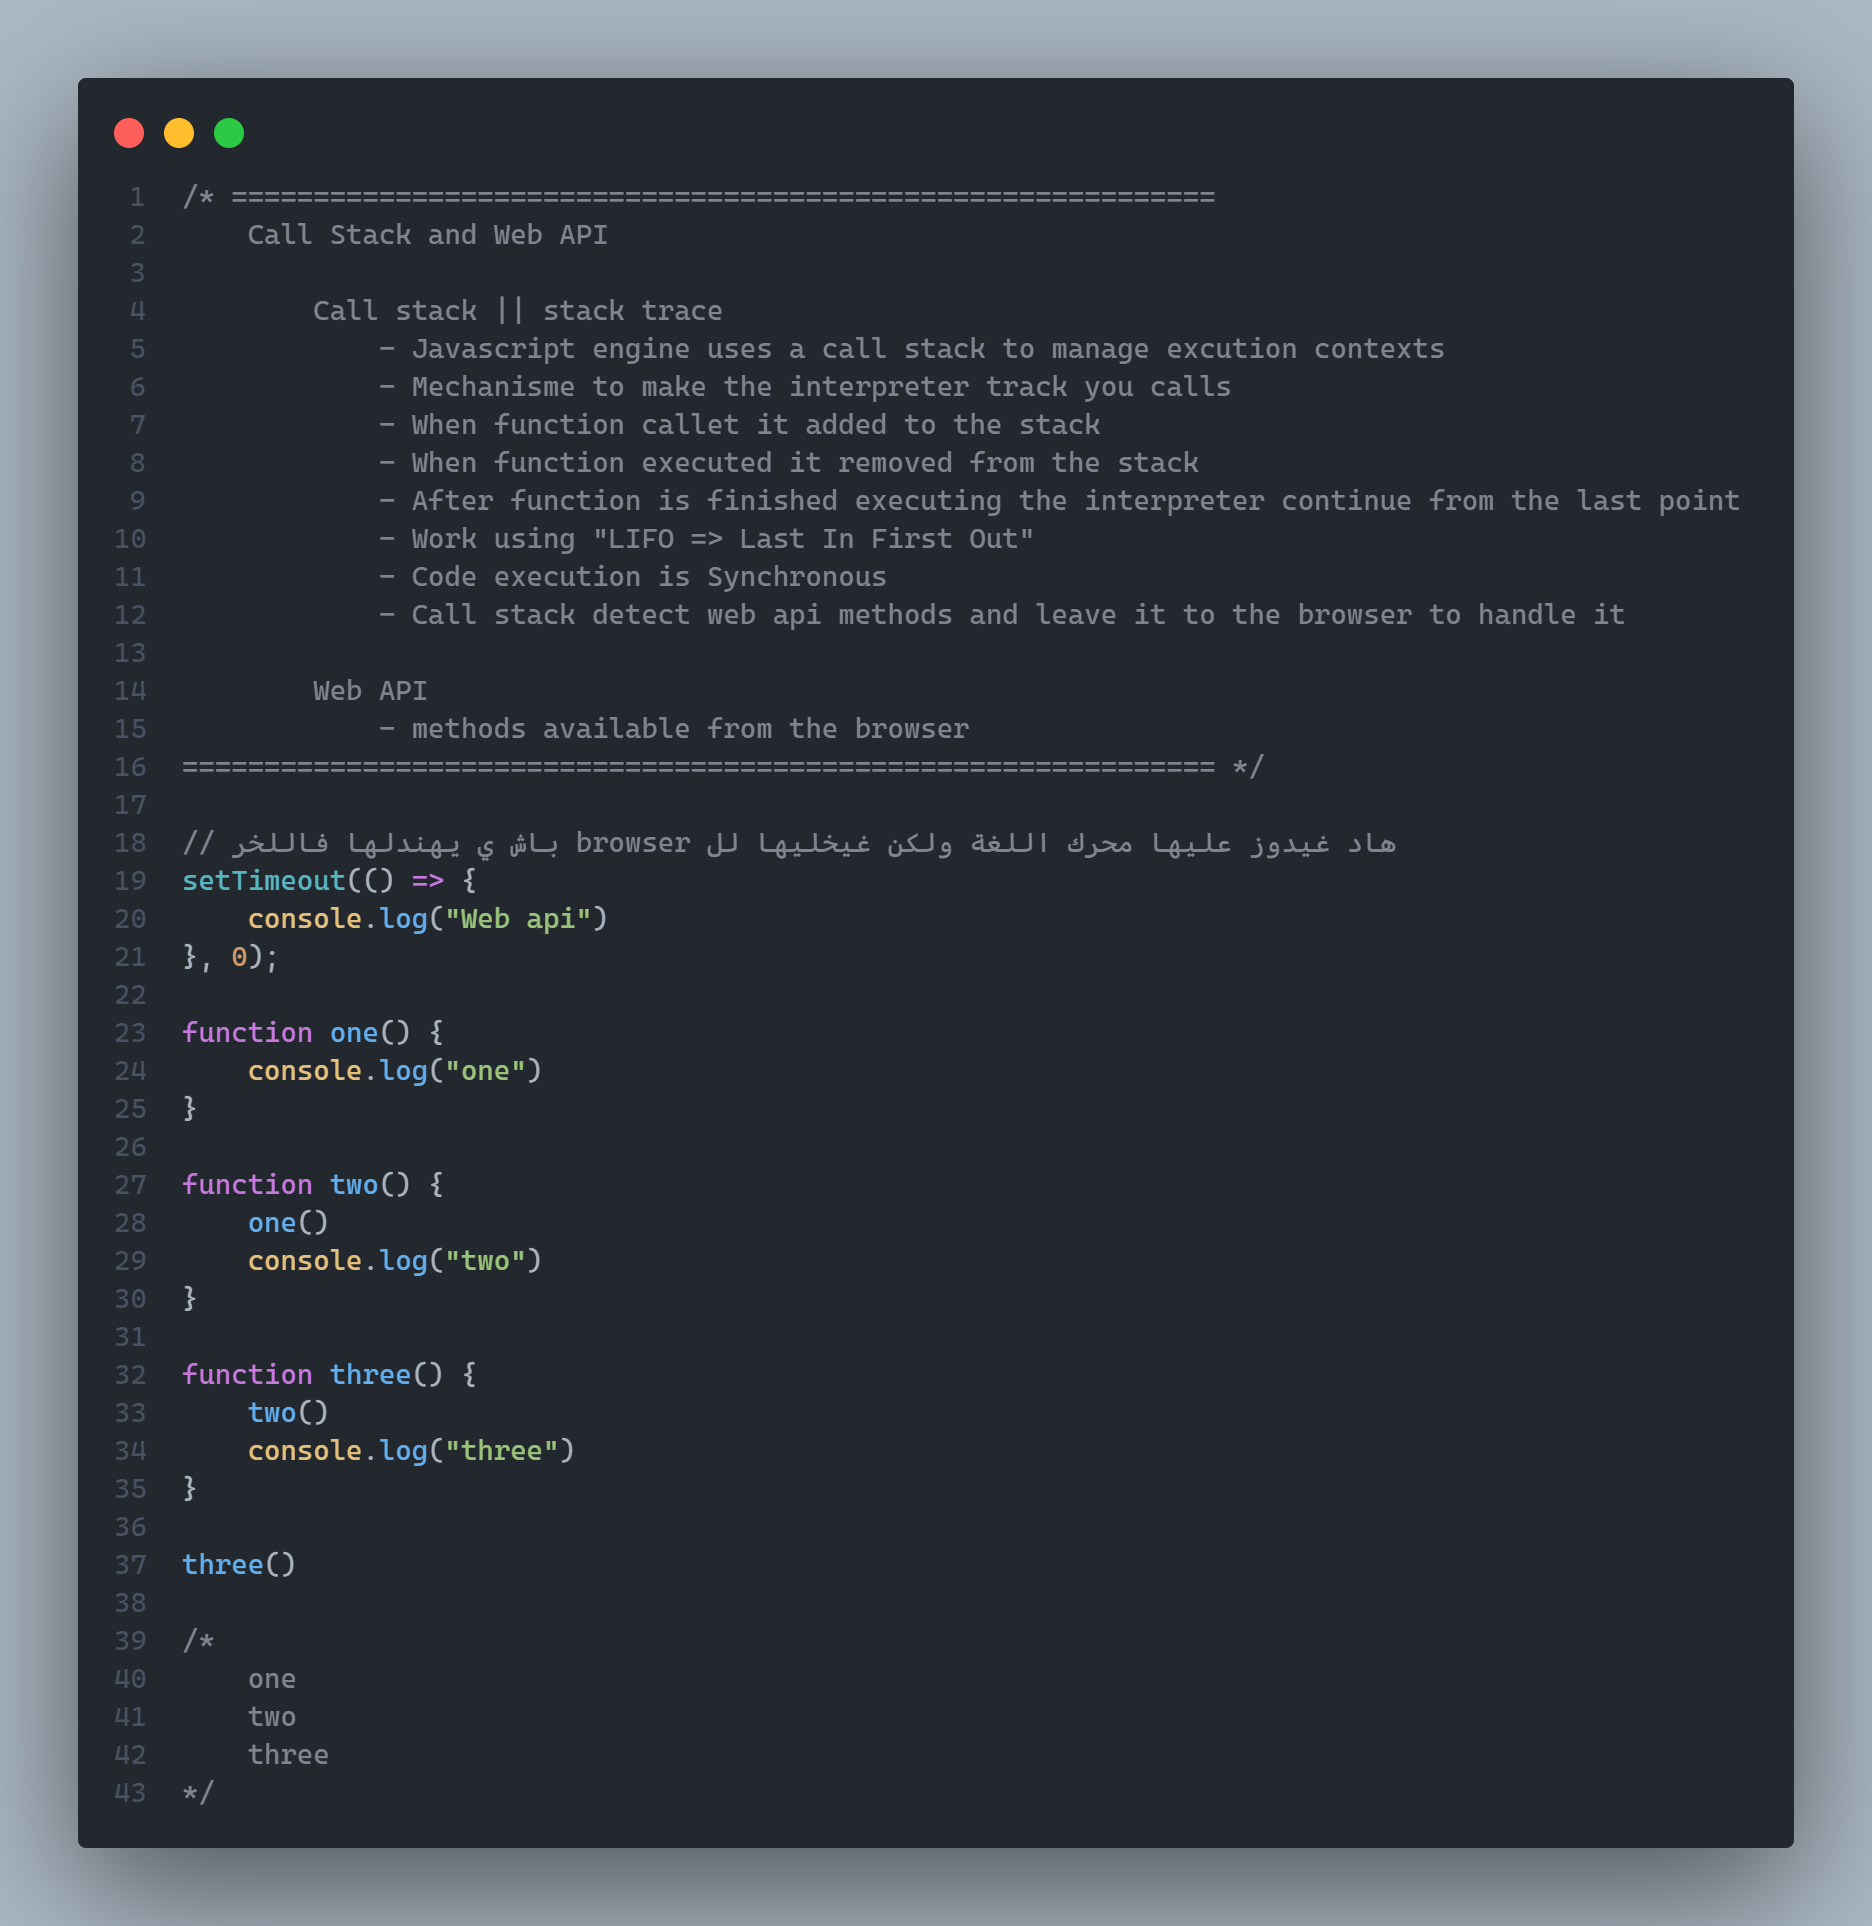 1 /* ============================================================
2 Call Stack and Web API
3
4 Call stack || stack trace
5 - Javascript engine uses a call stack to manage excution contexts
6 - Mechanisme to make the interpreter track you calls
7 - When function callet it added to the stack
8 - When function executed it removed from the stack
9 - After function is finished executing the interpreter continue from the last point
10 - Work using "LIFO => Last In First Out"
11 - Code execution is Synchronous
12 - Call stack detect web api methods and leave it to the browser to handle it
13
14 Web API
15 - methods available from the browser
16 =============================================================== */
17
18 // هاد غيدوز عليها محرك اللغة ولكن غيخليها لل browser باش ي يهندلها فاللخر
19 setTimeout(() => {
20 console.log("Web api")
21 }, 0);
22
23 function one() {
24 console.log("one")
25 }
26
27 function two() {
28 one()
29 console.log("two")
30 }
31
32 function three() {
33 two()
34 console.log("three")
35 }
36
37 three()
38
39 /*
40 one
41 two
42 three
43 */